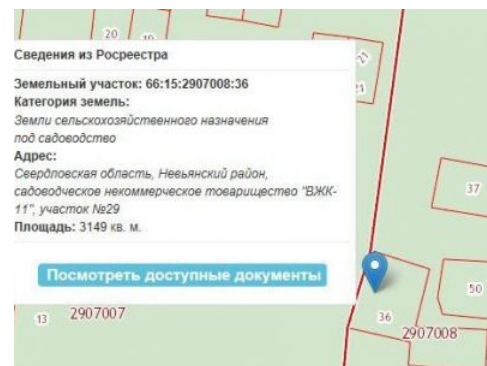 20
19
Сведения из Росреестра
21
21
Земельный участок: 66:15:2907008:36
Категория земель:
Земли сельскохозяйственного назначения
под садоводство
Адрес:
Свердловская область, Невьянский район,
садоводческое некоммерческое товарищество "ВЖК-
11", участок №29
Площадь: 3149 кв. м.
37
Посмотреть доступные документы
50
13
2907007
36
2907008